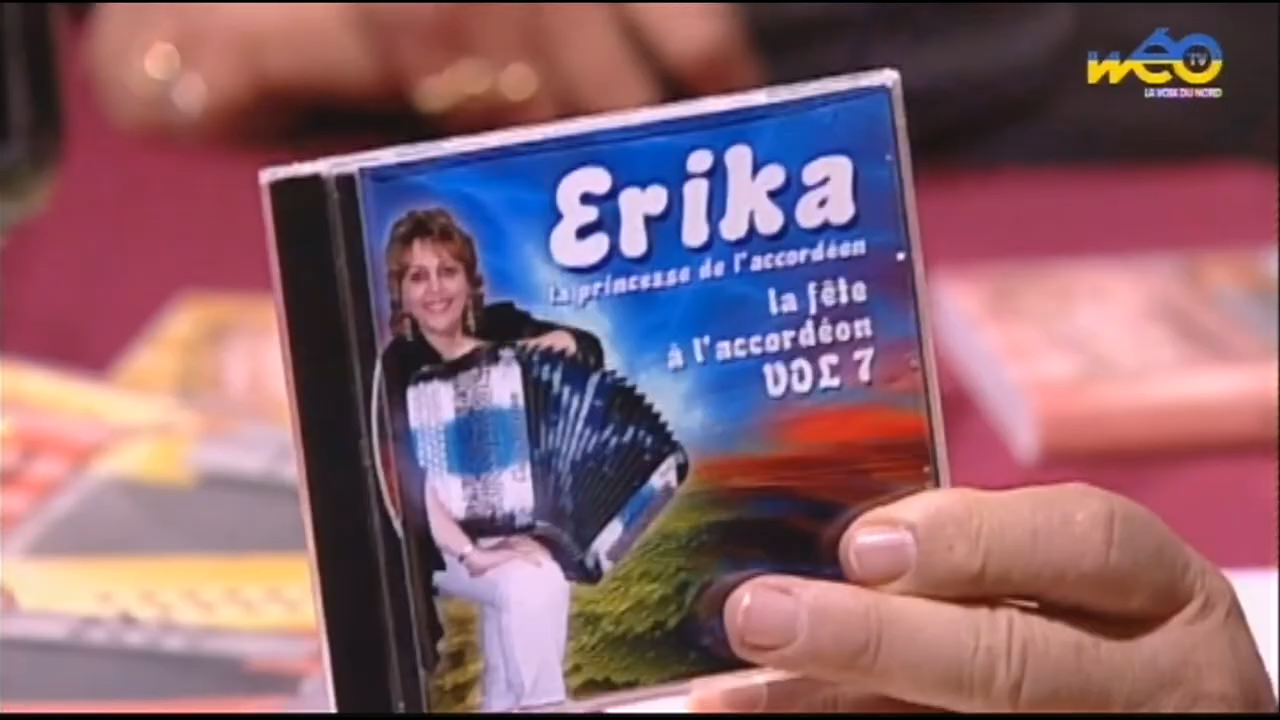 wéo TV
LA VOIX DU NORD
Erika
la princesse de l'accordéon
la fête
à l'accordéon
VOL 7